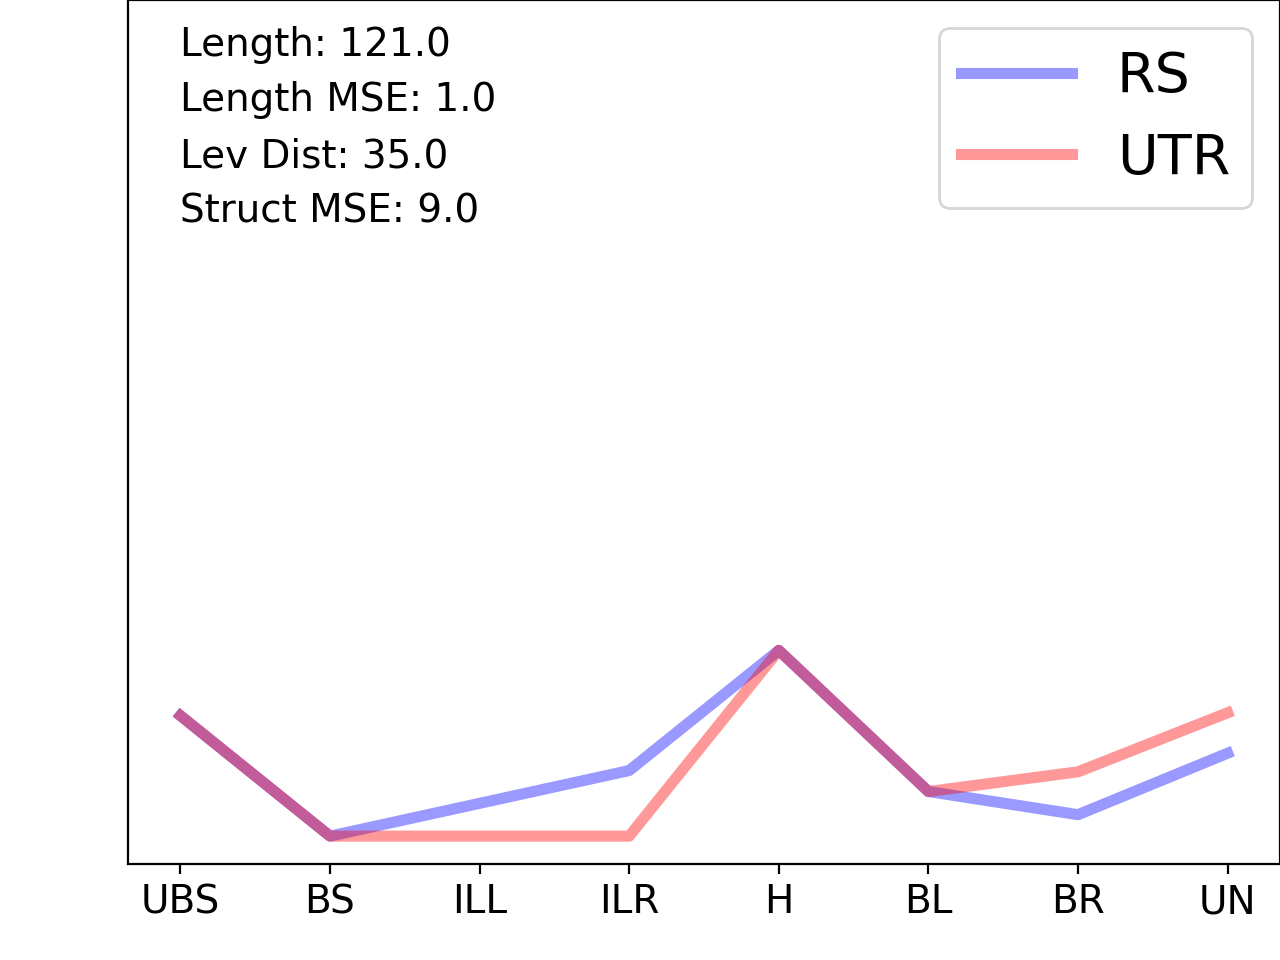 Length: 121.0
Length MSE: 1.0
Lev Dist: 35.0
Struct MSE: 9.0
RS
UTR
UBS BS ILL ILR H BL BR UN